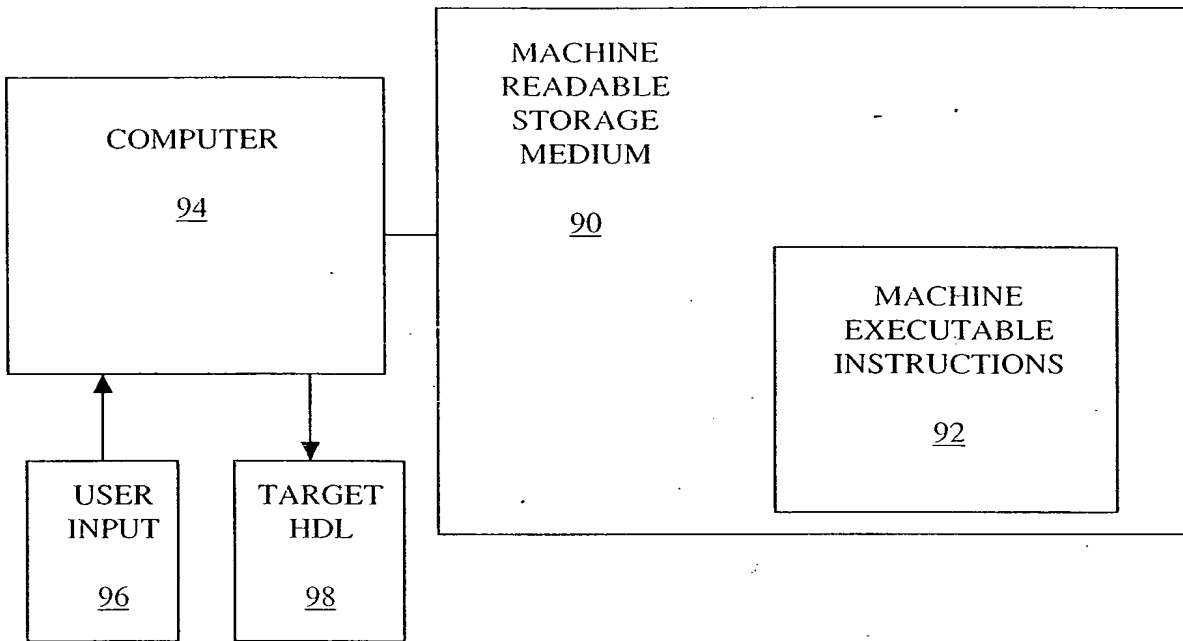 COMPUTER
94
MACHINE
READABLE
STORAGE
MEDIUM
90
MACHINE
EXECUTABLE
INSTRUCTIONS
92
USER
INPUT
96
TARGET
HDL
98